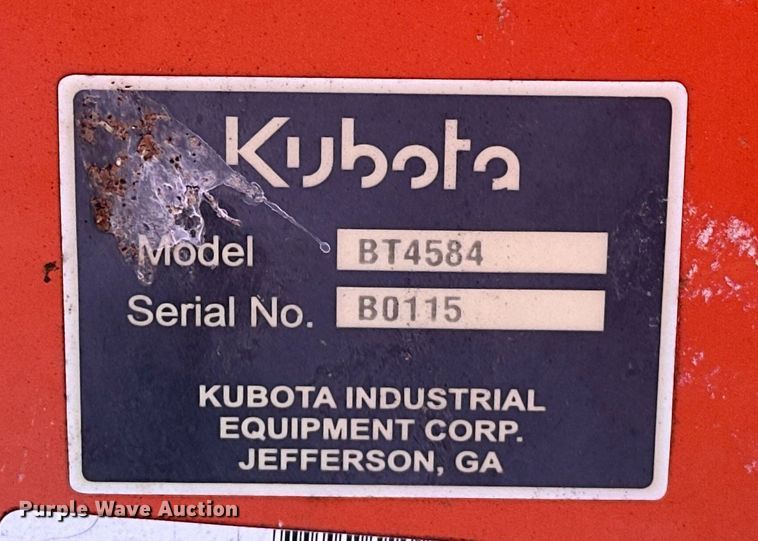 Kubota
Model BT4584
Serial No. B0115
KUBOTA INDUSTRIAL
EQUIPMENT CORP.
JEFFERSON, GA
Purple Wave Auction